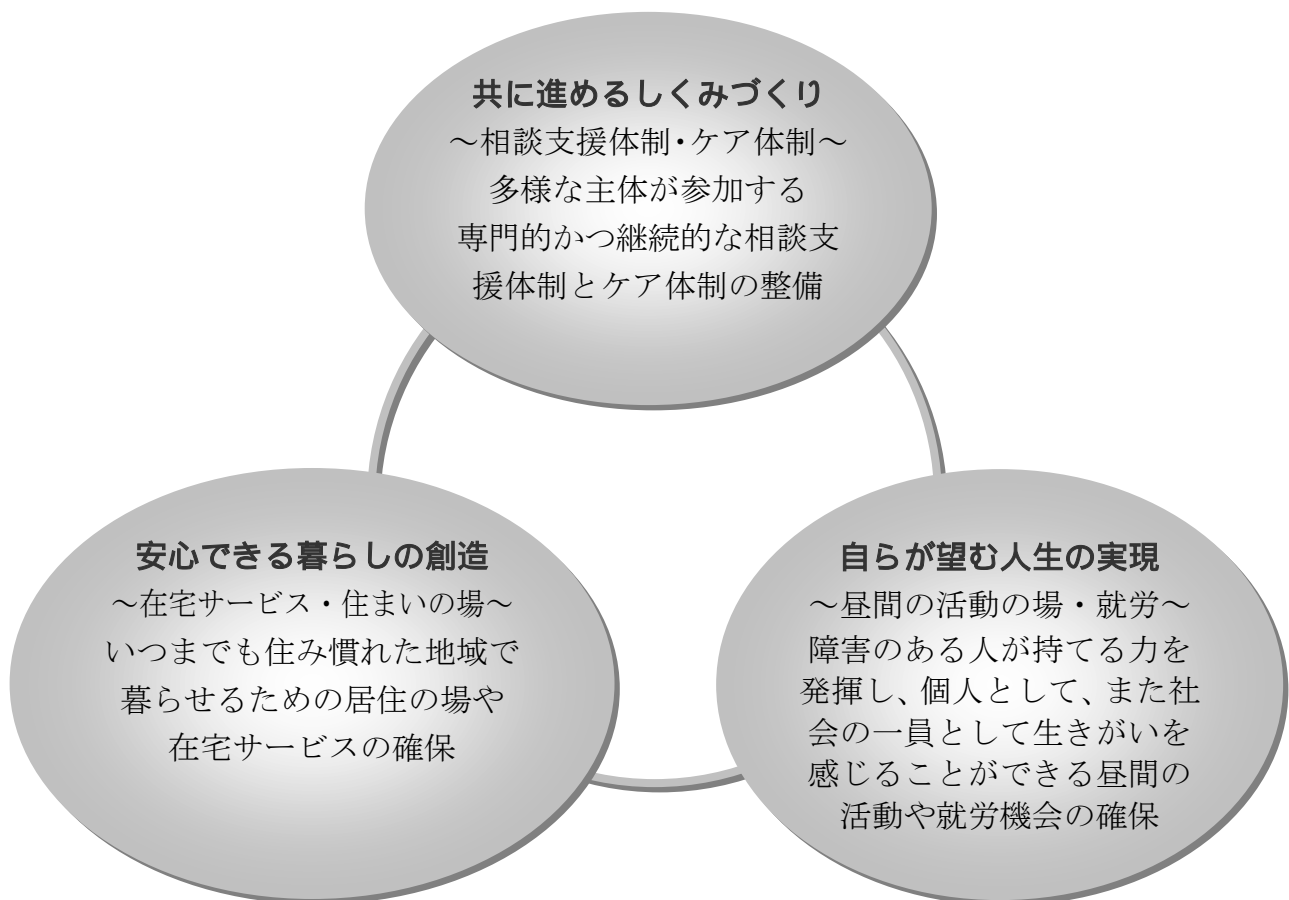 共に進めるしくみづくり
～相談支援体制・ケア体制～
多様な主体が参加する
専門的かつ継続的な相談支
援体制とケア体制の整備
安心できる暮らしの創造
～在宅サービス・住まいの場～
いつまでも住み慣れた地域で
暮らせるための居住の場や
在宅サービスの確保
自らが望む人生の実現
～昼間の活動の場・就労～
障害のある人が持てる力を
発揮し、個人として、また社
会の一員として生きがいを
感じることができる昼間の
活動や就労機会の確保